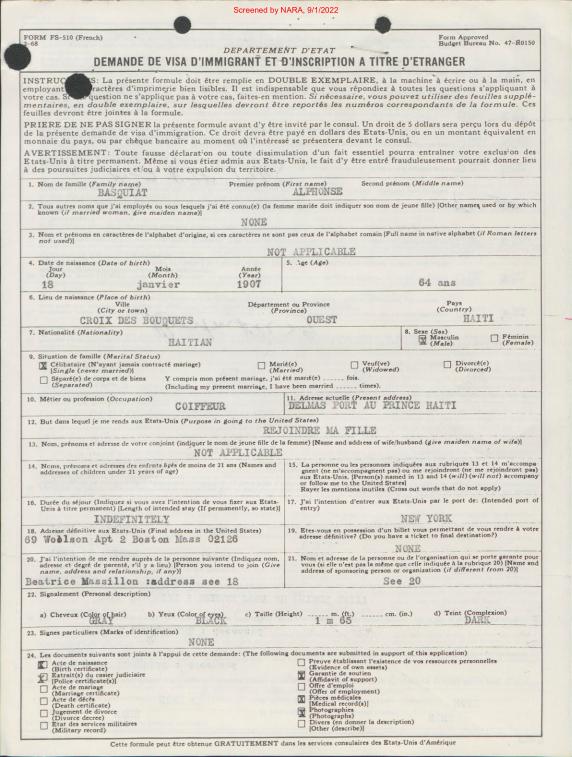 Screened by NARA, 9/1/2022
FORM FS-510 (French)
2-68
Form Approved
Budget Bureau No. 47-R0150
DEPARTEMENT D'ETAT
DEMANDE DE VISA D'IMMIGRANT ET D'INSCRIPTION A TITRE D'ETRANGER
INSTRUC S: La présente formule doit être remplie en DOUBLE EXEMPLAIRE, à la machine à écrire ou à la main, en
employant caractères d'imprimerie bien lisibles. Il est indispensable que vous répondiez à toutes les questions s'appliquant à
votre cas. Si question ne s'applique pas à votre cas, faites-en mention. Si nécessaire, vous pouvez utiliser des feuilles supplé-
mentaires, en double exemplaire, sur lesquelles devront être reportés les numéros correspondants de la formule. Ces
feuilles devront être jointes à la formule.
PRIERE DE NE PAS SIGNER la présente formule avant d'y être invité par le consul. Un droit de 5 dollars sera perçu lors du dépôt
de la présente demande de visa d'immigration. Ce droit devra être payé en dollars des Etats-Unis, ou en un montant équivalent en
monnaie du pays, ou par chèque bancaire au moment où l'intéressé se présentera devant le consul.
AVERTISSEMENT: Toute fausse déclaration ou toute dissimulation d'un fait essentiel pourra entraîner votre exclusion des
Etats-Unis à titre permanent. Même si vous étiez admis aux Etats-Unis, le fait d'y être entré frauduleusement pourrait donner lieu
à des poursuites judiciaires et/ou à votre expulsion du territoire.
1. Nom de famille (Family name) Premier prénom (First name) Second prénom (Middle name)
BASQUIAT ALPHONSE
2. Tous autres noms que j'ai employés ou sous lesquels j'ai été connu(e) (la femme mariée doit indiquer son nom de jeune fille) [Other names used or by which
known (if married woman, give maiden name)]
NONE
3. Nom et prénoms en caractères de l'alphabet d'origine, si ces caractères ne sont pas ceux de l'alphabet romain [Full name in native alphabet (if Roman letters
not used)]
NOT APPLICABLE
4. Date de naissance (Date of birth) 5. Age (Age)
Jour Mois Année
(Day) (Month) (Year)
18 janvier 1907 64 ans
6. Lieu de naissance (Place of birth)
Ville Département ou Province Pays
(City or town) (Province) (Country)
CROIX DES BOUQUETS OUEST HAITI
7. Nationalité (Nationality) 8. Sexe (Sex)
HAITIAN Masculin Féminin
(Male) (Female)
9. Situation de famille (Marital Status)
Célibataire (N'ayant jamais contracté mariage) Marié(e) Veuf(ve) Divorcé(e)
[Single (never married)] (Married) (Widowed) (Divorced)
Séparé(e) de corps et de biens Y compris mon présent mariage, j'ai été marié(e) ...... fois.
(Separated) (Including my present marriage, I have been married ...... times).
10. Métier ou profession (Occupation) 11. Adresse actuelle (Present address)
COIFFEUR DELMAS PORT AU PRINCE HAITI
12. But dans lequel je me rends aux Etats-Unis (Purpose in going to the United States)
REJOINDRE MA FILLE
13. Nom, prénoms et adresse de votre conjoint (indiquer le nom de jeune fille de la femme) [Name and address of wife/husband (give maiden name of wife)]
NOT APPLICABLE
14. Noms, prénoms et adresses des enfants âgés de moins de 21 ans (Names and
addresses of children under 21 years of age)
15. La personne ou les personnes indiquées aux rubriques 13 et 14 m'accompa-
gnent (ne m'accompagnent pas) ou me rejoindront (ne me rejoindront pas)
aux Etats-Unis. [Person(s) named in 13 and 14 (will) (will not) accompany
or follow me to the United States]
Rayer les mentions inutiles (Cross out words that do not apply)
16. Durée du séjour (Indiquez si vous avez l'intention de vous fixer aux Etats-
Unis à titre permanent) [Length of intended stay (If permanently, so state)]
INDEFINITELY
17. J'ai l'intention d'entrer aux Etats-Unis par le port de: (Intended port of
entry)
NEW YORK
18. Adresse définitive aux Etats-Unis (Final address in the United States)
69 Apt 2 Boston Mass 02126
19. Etes-vous en possession d'un billet vous permettant de vous rendre à votre
adresse définitive? (Do you have a ticket to final destination?)
NONE
20. J'ai l'intention de me rendre auprès de la personne suivante (Indiquez nom,
adresse et degré de parenté, s'il y a lieu) [Person you intend to join (Give
name, address and relationship, if any)]
Beatrice Massillon address see 18
21. Nom et adresse de la personne ou de l'organisation qui se porte garante pour
vous (si elle n'est pas la même que celle indiquée à la rubrique 20) [Name and
address of sponsoring person or organization (if different from 20)]
See 20
22. Signalement (Personal description)
a) Cheveux (Color of hair) b) Yeux (Color of eyes) c) Taille (Height) ...... m. (ft.) ...... cm. (in.) d) Teint (Complexion)
GRAY BLACK 1 m 65 DARK
23. Signes particuliers (Marks of identification)
NONE
24. Les documents suivants sont joints à l'appui de cette demande: (The following documents are submitted in support of this application)
Acte de naissance
(Birth certificate)
Extrait(s) du casier judiciaire
[Police certificate(s)]
Acte de mariage
(Marriage certificate)
Acte de décès
(Death certificate)
Jugement de divorce
(Divorce decree)
Etat des services militaires
(Military record)
Preuve établissant l'existence de vos ressources personnelles
(Evidence of own assets)
Garantie de soutien
(Affidavit of support)
Offre d'emploi
(Offer of employment)
Pièces médicales
[Medical record(s)]
Photographies
(Photographs)
Divers (en donner la description)
[Other (describe)]
Cette formule peut être obtenue GRATUITEMENT dans les services consulaires des Etats-Unis d'Amérique